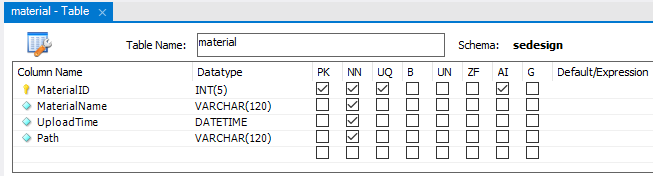 material - Table
Table Name: material Schema: sedesign
Column Name Datatype PK NN UQ B UN ZF AI G Default/Expression
MaterialID INT(5)
MaterialName VARCHAR(120)
UploadTime DATETIME
Path VARCHAR(120)